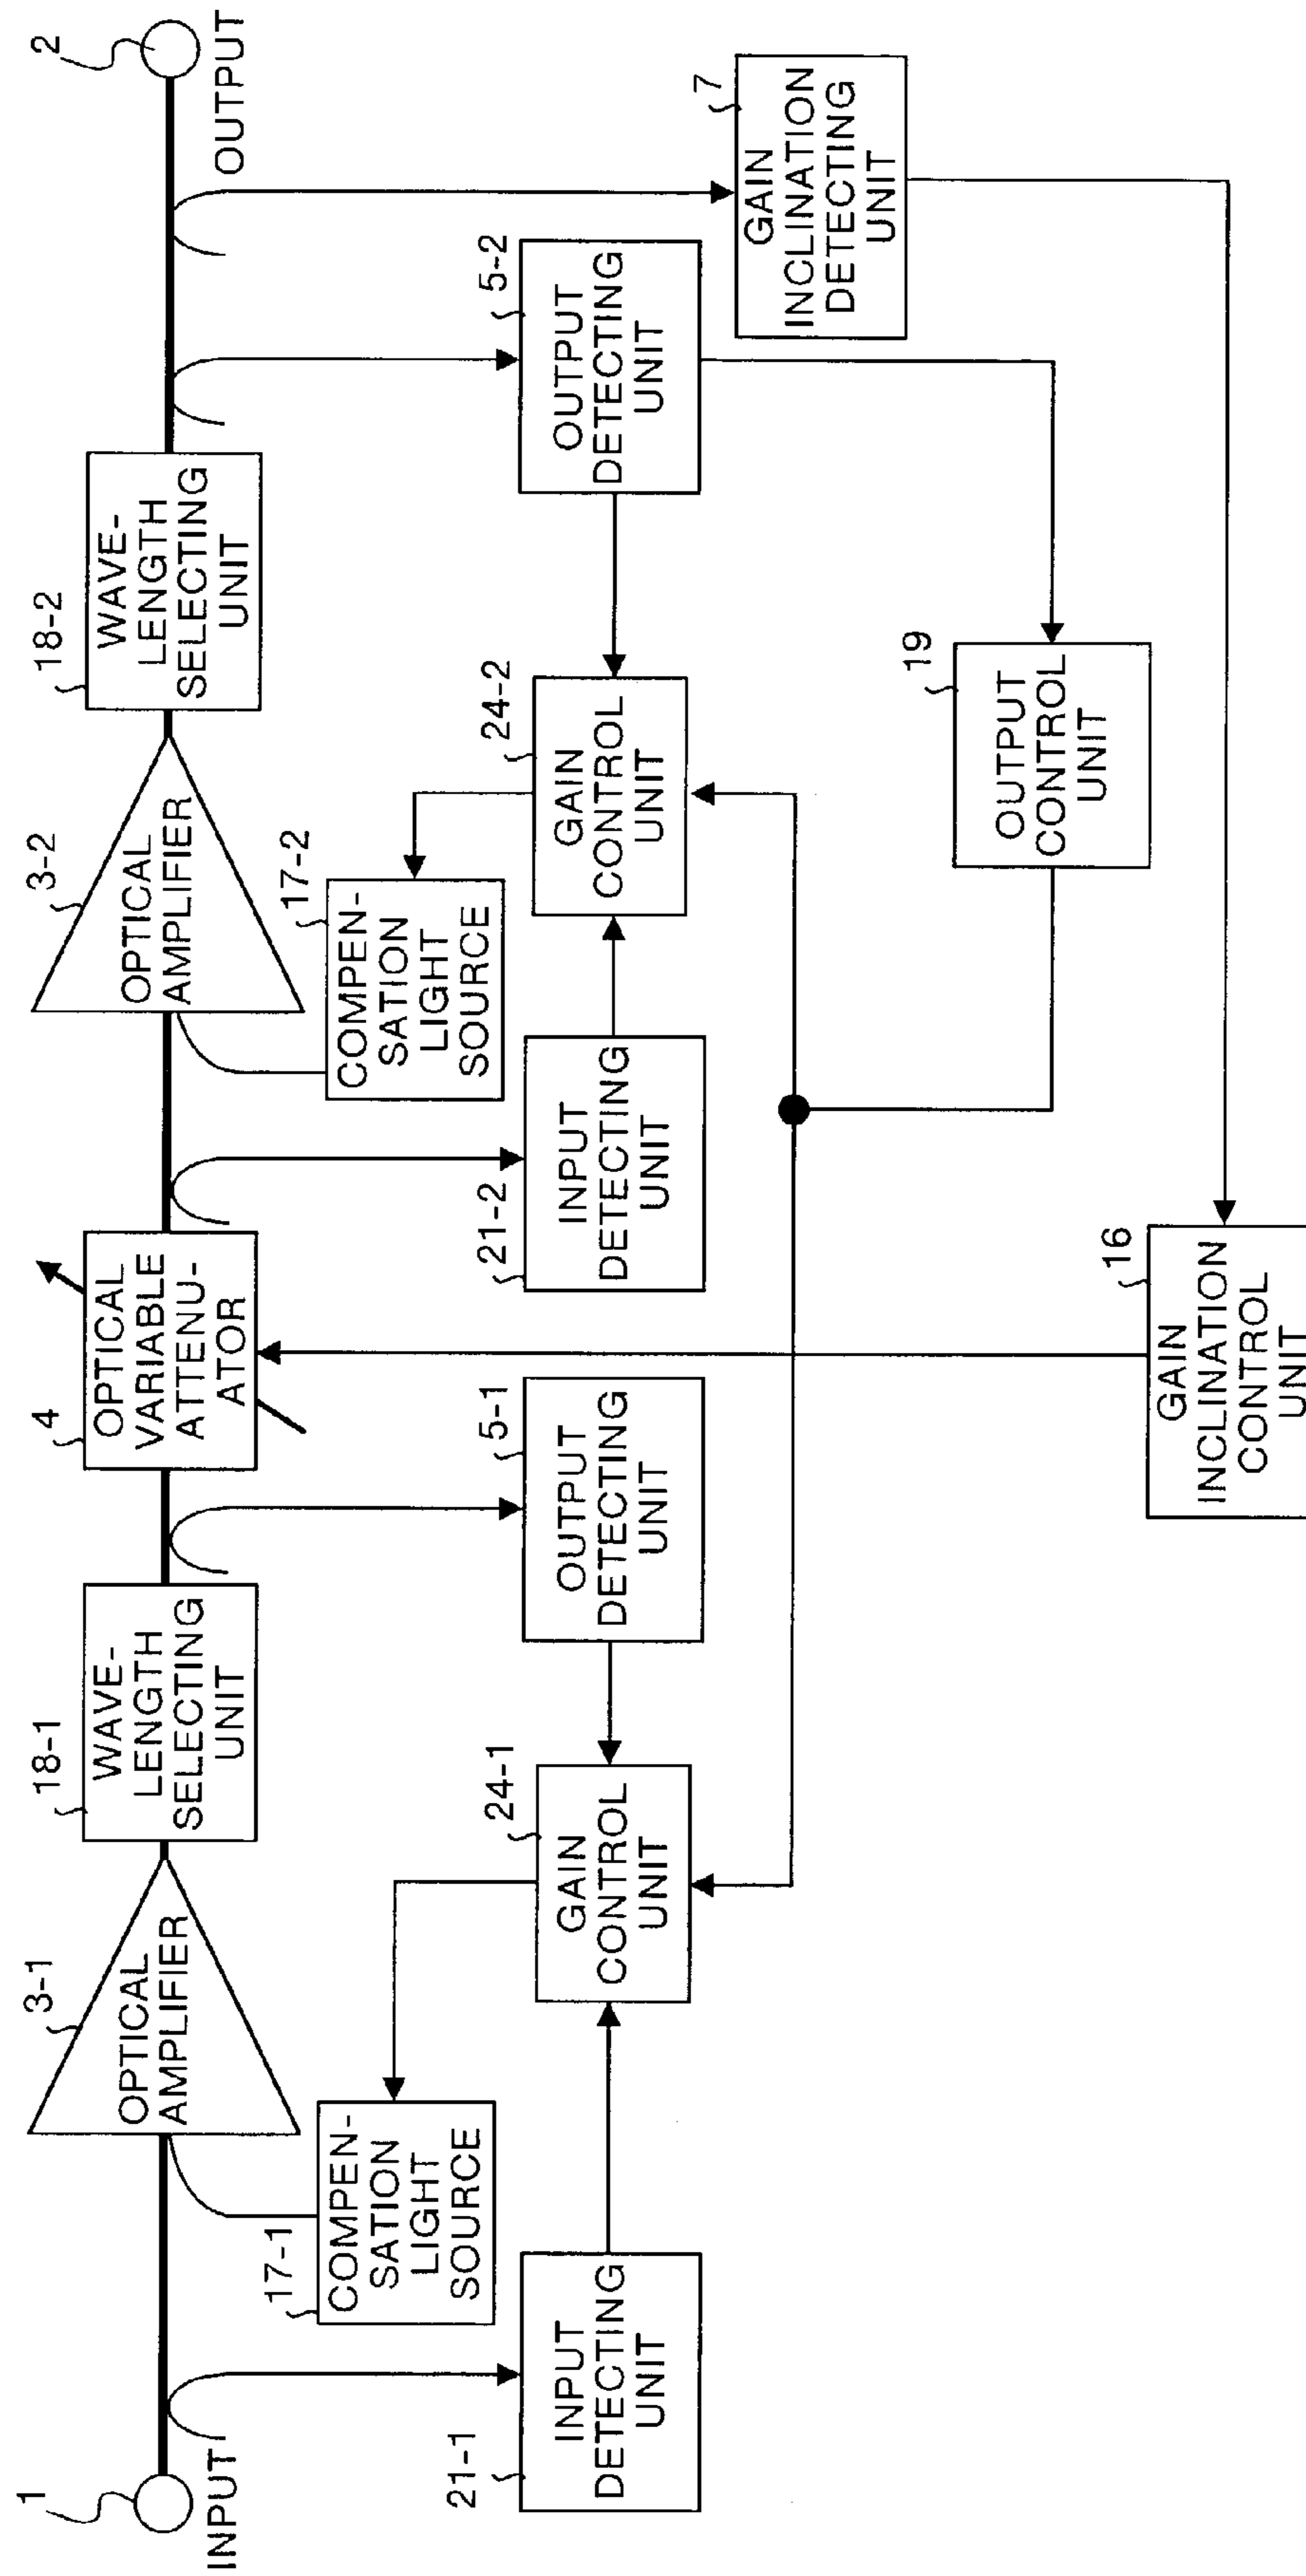 1
INPUT
3-1
OPTICAL
AMPLIFIER
18-1
WAVE-
LENGTH
SELECTING
UNIT
4
OPTICAL
VARIABLE
ATTENU-
ATOR
3-2
OPTICAL
AMPLIFIER
18-2
WAVE-
LENGTH
SELECTING
UNIT
2
OUTPUT
17-1
COMPEN-
SATION
LIGHT
SOURCE
17-2
COMPEN-
SATION
LIGHT
SOURCE
21-1
INPUT
DETECTING
UNIT
24-1
GAIN
CONTROL
UNIT
5-1
OUTPUT
DETECTING
UNIT
21-2
INPUT
DETECTING
UNIT
24-2
GAIN
CONTROL
UNIT
5-2
OUTPUT
DETECTING
UNIT
7
GAIN
INCLINATION
DETECTING
UNIT
19
OUTPUT
CONTROL
UNIT
16
GAIN
INCLINATION
CONTROL
UNIT